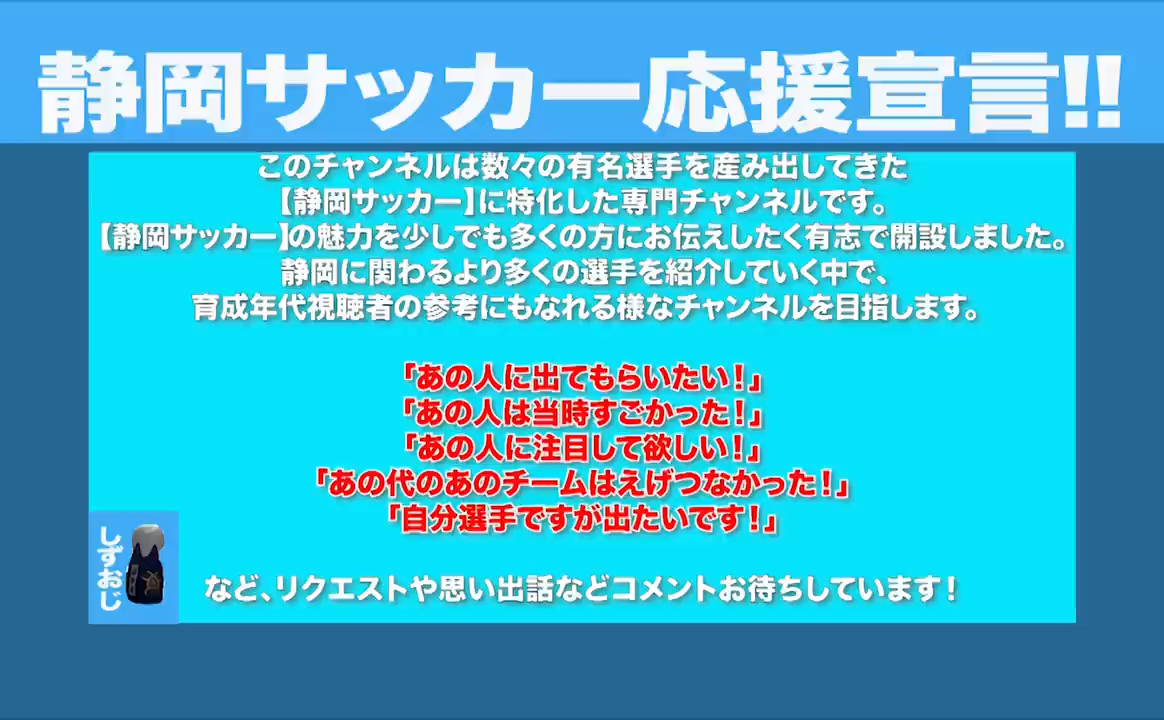 静岡サッカー応援宣言!!
このチャンネルは数々の有名選手を産み出してきた
【静岡サッカー】に特化した専門チャンネルです。
【静岡サッカー】の魅力を少しでも多くの方にお伝えしたく有志で開設しました。
静岡に関わるより多くの選手を紹介していく中で、
育成年代視聴者の参考にもなれる様なチャンネルを目指します。
「あの人に出てもらいたい！」
「あの人は当時すごかった！」
「あの人に注目して欲しい！」
「あの代のあのチームはえげつなかった！」
「自分選手ですが出たいです！」
しずおじ
など、リクエストや思い出話などコメントお待ちしています！